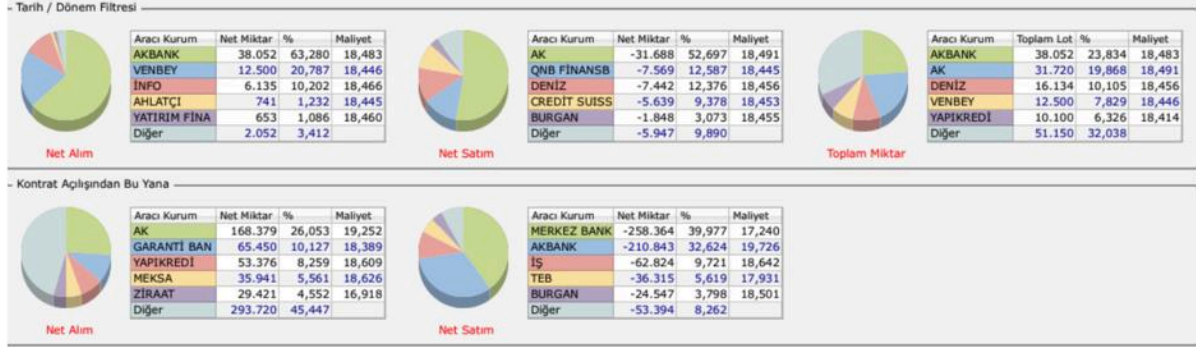 Tarih / Dönem Filtresi
Aracı Kurum Net Miktar % Maliyet
AKBANK 38.052 63,280 18,483
VENBEY 12.500 20,787 18,446
İNFO 6.135 10,202 18,466
AHLATÇI 741 1,232 18,445
YATIRIM FİNA 653 1,086 18,460
Diğer 2.052 3,412
Net Alım
Aracı Kurum Net Miktar % Maliyet
AK -31.688 52,697 18,491
QNB FİNANSB -7.569 12,587 18,445
DENİZ -7.442 12,376 18,456
CREDİT SUISS -5.639 9,378 18,453
BURGAN -1.848 3,073 18,455
Diğer -5.947 9,890
Net Satım
Aracı Kurum Toplam Lot % Maliyet
AKBANK 38.052 23,834 18,483
AK 31.720 19,868 18,491
DENİZ 16.134 10,105 18,456
VENBEY 12.500 7,829 18,446
YAPIKREDİ 10.100 6,326 18,414
Diğer 51.150 32,038
Toplam Miktar
Kontrat Açılışından Bu Yana
Aracı Kurum Net Miktar % Maliyet
AK 168.379 26,053 19,252
GARANTİ BAN 65.450 10,127 18,389
YAPIKREDİ 53.376 8,259 18,609
MEKSA 35.941 5,561 18,626
ZİRAAT 29.421 4,552 16,918
Diğer 293.720 45,447
Net Alım
Aracı Kurum Net Miktar % Maliyet
MERKEZ BANK -258.364 39,977 17,240
AKBANK -210.843 32,624 19,726
İŞ -62.824 9,721 18,642
TEB -36.315 5,619 17,931
BURGAN -24.547 3,798 18,501
Diğer -53.394 8,262
Net Satım